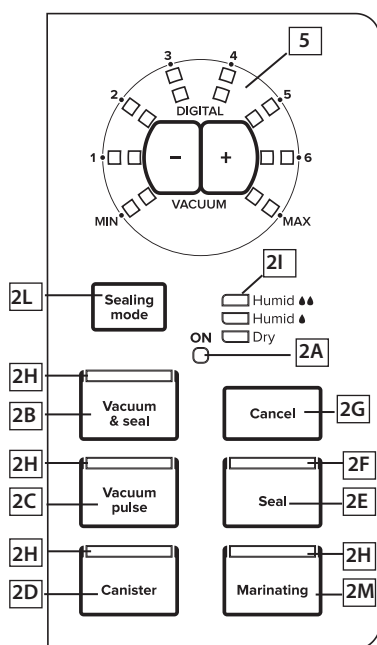 5
3 4
2 5
DIGITAL
1 - + 6
VACUUM
MIN MAX
2I
2L Sealing
mode
Humid
Humid
Dry
ON
2A
2H
2B Vacuum
& seal
Cancel 2G
2H 2F
2C Vacuum
pulse
Seal 2E
2H 2H
2D Canister Marinating 2M